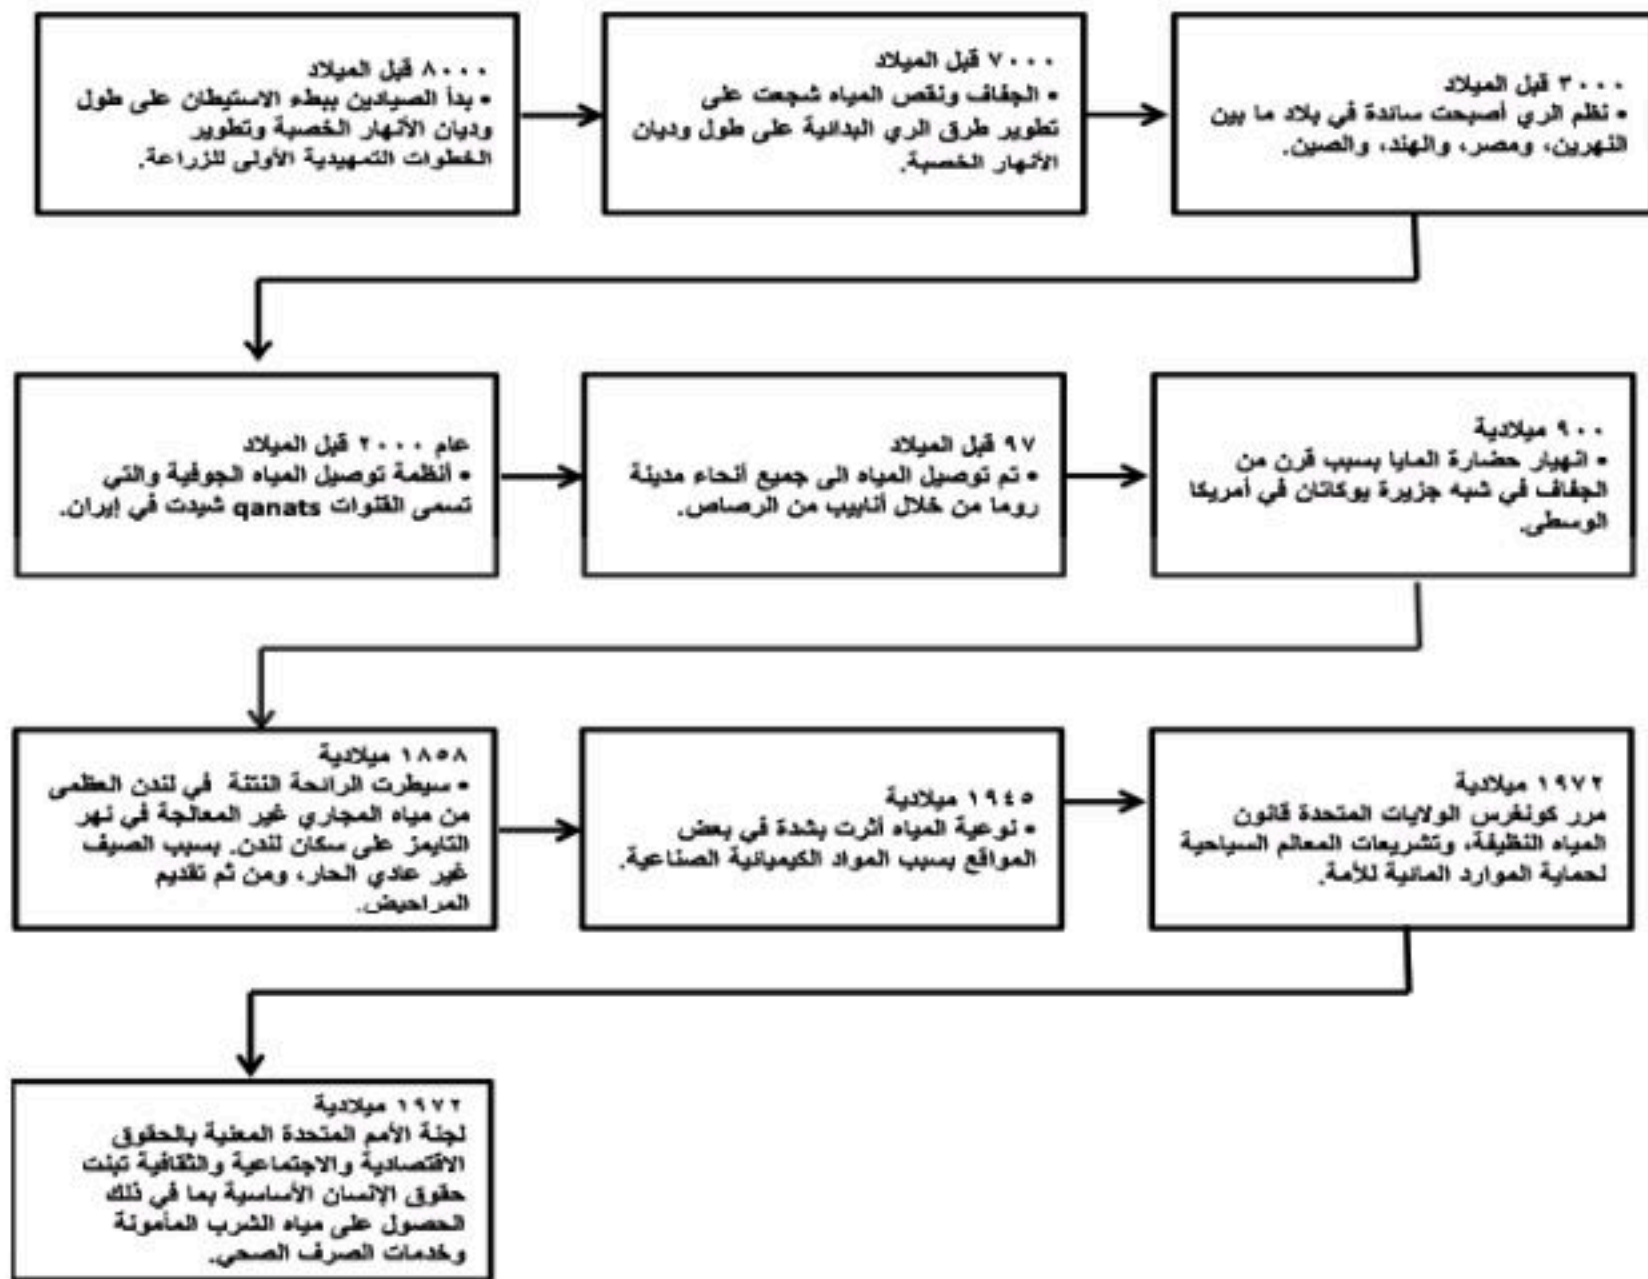 ٨٠٠٠ قبل الميلاد
• بدأ الصيادين ببطء الاستيطان على طول
وديان الأنهار الخصبة وتطوير
الخطوات التمهيدية الأولى للزراعة.
٧٠٠٠ قبل الميلاد
• الجفاف ونقص المياه شجعت على
تطوير طرق الري البدائية على طول وديان
الأنهار الخصبة.
٣٠٠٠ قبل الميلاد
• نظم الري أصبحت سائدة في بلاد ما بين
النهرين، ومصر، والهند، والصين.
عام ٢٠٠٠ قبل الميلاد
• أنظمة توصيل المياه الجوفية والتي
تسمى القنوات qanats شيدت في إيران.
٩٧ قبل الميلاد
• تم توصيل المياه الى جميع أنحاء مدينة
روما من خلال أنابيب من الرصاص.
٩٠٠ ميلادية
• انهيار حضارة المايا بسبب قرن من
الجفاف في شبه جزيرة يوكاتان في أمريكا
الوسطى.
١٨٥٨ ميلادية
• سيطرت الرائحة النتنة في لندن العظمى
من مياه المجاري غير المعالجة في نهر
التايمز على سكان لندن. بسبب الصيف
غير عادي الحار، ومن ثم تقديم
المراحيض.
١٩٤٥ ميلادية
• نوعية المياه أثرت بشدة في بعض
المواقع بسبب المواد الكيميائية الصناعية.
١٩٧٢ ميلادية
مرر كونغرس الولايات المتحدة قانون
المياه النظيفة، وتشريعات المعالم السياحية
لحماية الموارد المائية للأمة.
١٩٧٢ ميلادية
لجنة الأمم المتحدة المعنية بالحقوق
الاقتصادية والاجتماعية والثقافية تبنت
حقوق الإنسان الأساسية بما في ذلك
الحصول على مياه الشرب المأمونة
وخدمات الصرف الصحي.